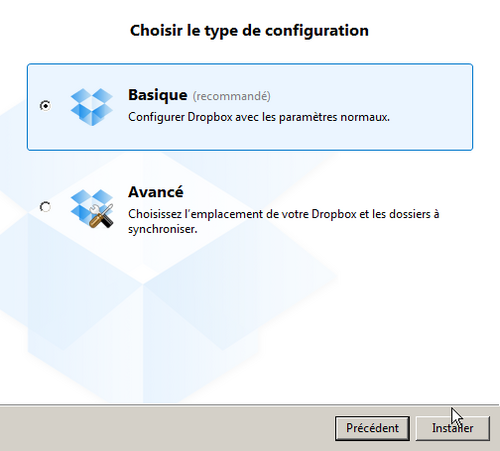 Choisir le type de configuration
Basique (recommandé)
Configurer Dropbox avec les paramètres normaux.
Avancé
Choisissez l'emplacement de votre Dropbox et les dossiers à
synchroniser.
Précédent
Installer